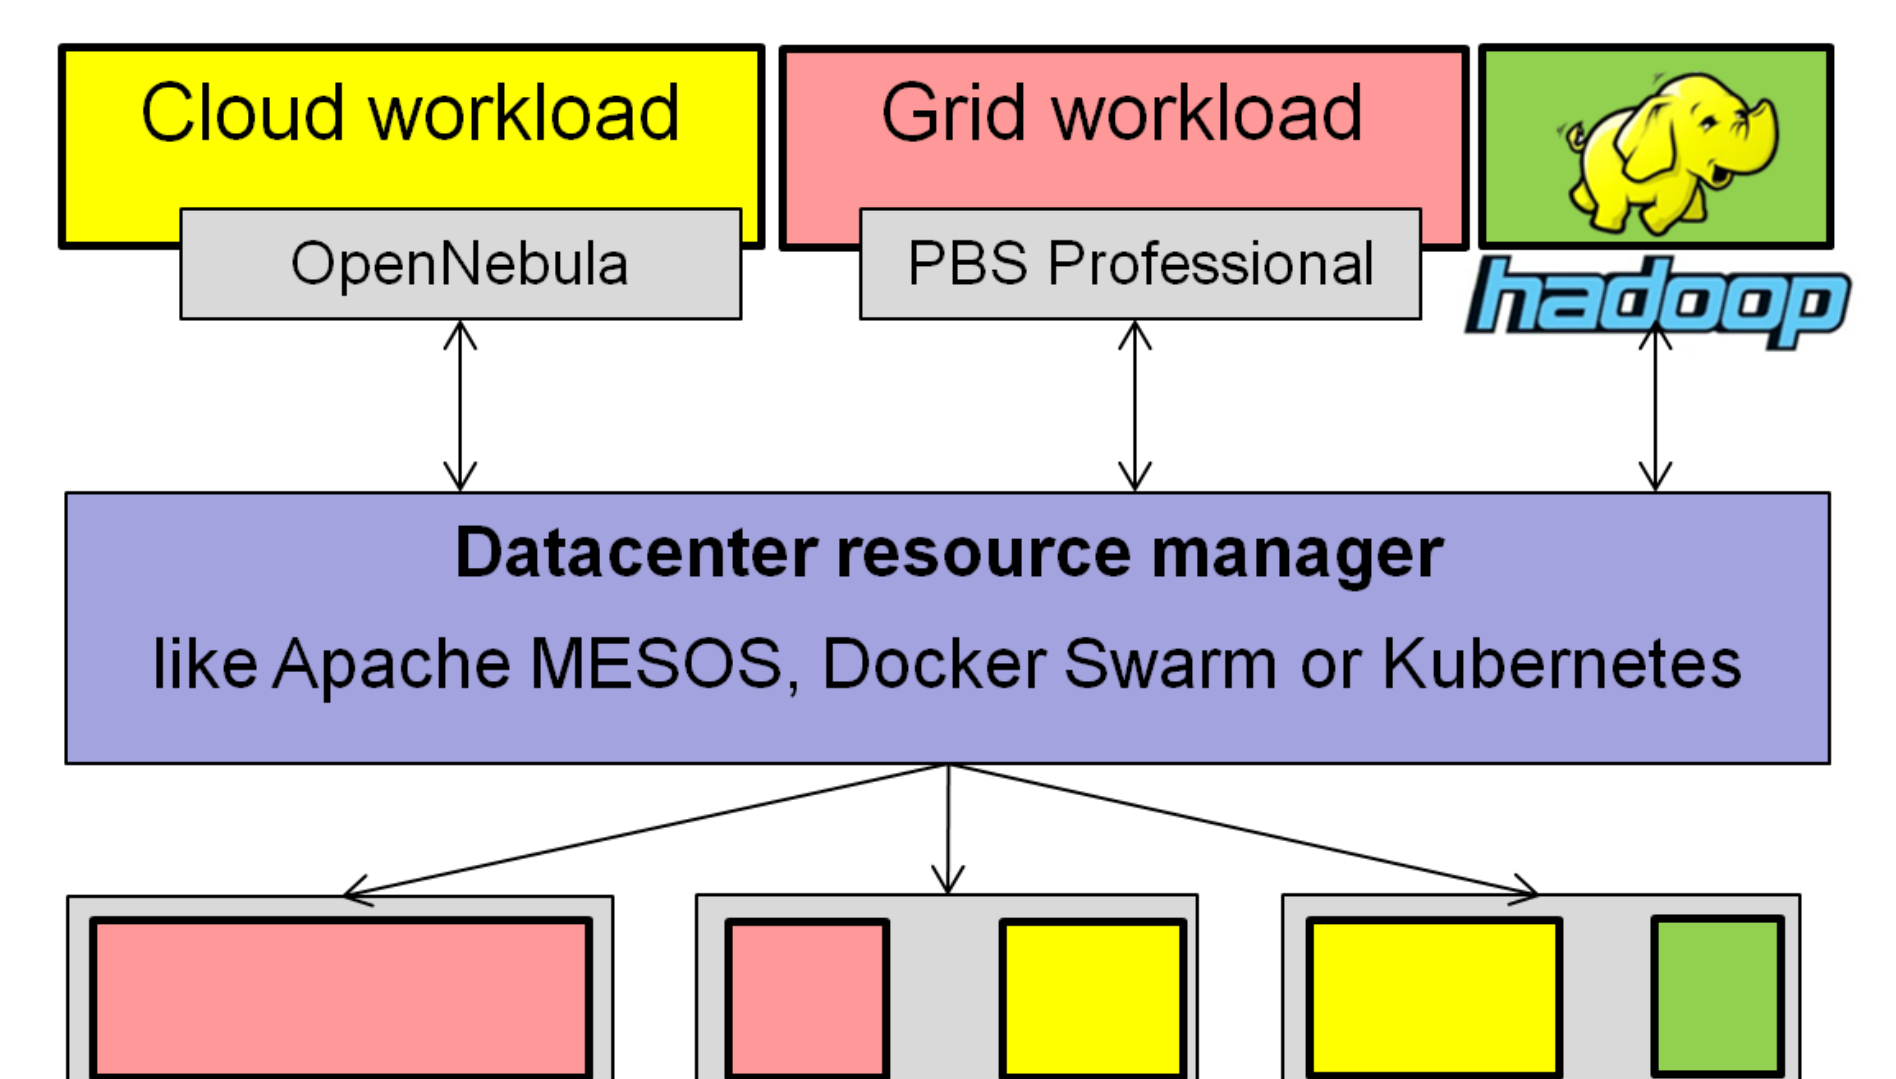 Cloud workload
Grid workload
OpenNebula
PBS Professional
hadoop
Datacenter resource manager
like Apache MESOS, Docker Swarm or Kubernetes